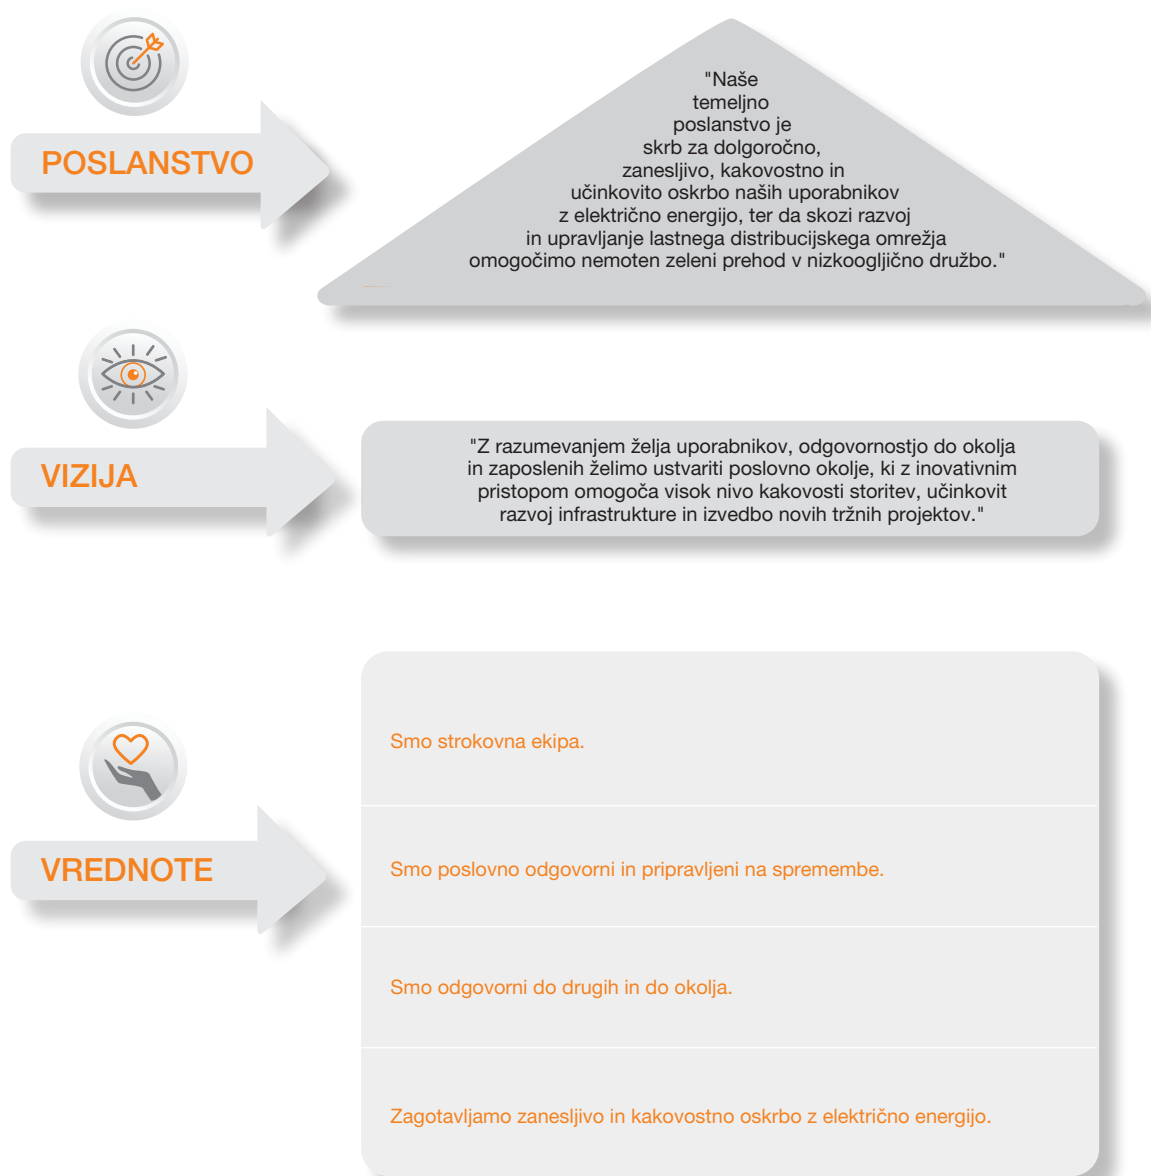 POSLANSTVO
"Naše
temeljno
poslanstvo je
skrb za dolgoročno,
zanesljivo, kakovostno in
učinkovito oskrbo naših uporabnikov
z električno energijo, ter da skozi razvoj
in upravljanje lastnega distribucijskega omrežja
omogočimo nemoten zeleni prehod v nizkoogljično družbo."
VIZIJA
"Z razumevanjem želja uporabnikov, odgovornostjo do okolja
in zaposlenih želimo ustvariti poslovno okolje, ki z inovativnim
pristopom omogoča visok nivo kakovosti storitev, učinkovit
razvoj infrastrukture in izvedbo novih tržnih projektov."
VREDNOTE
Smo strokovna ekipa.
Smo poslovno odgovorni in pripravljeni na spremembe.
Smo odgovorni do drugih in do okolja.
Zagotavljamo zanesljivo in kakovostno oskrbo z električno energijo.